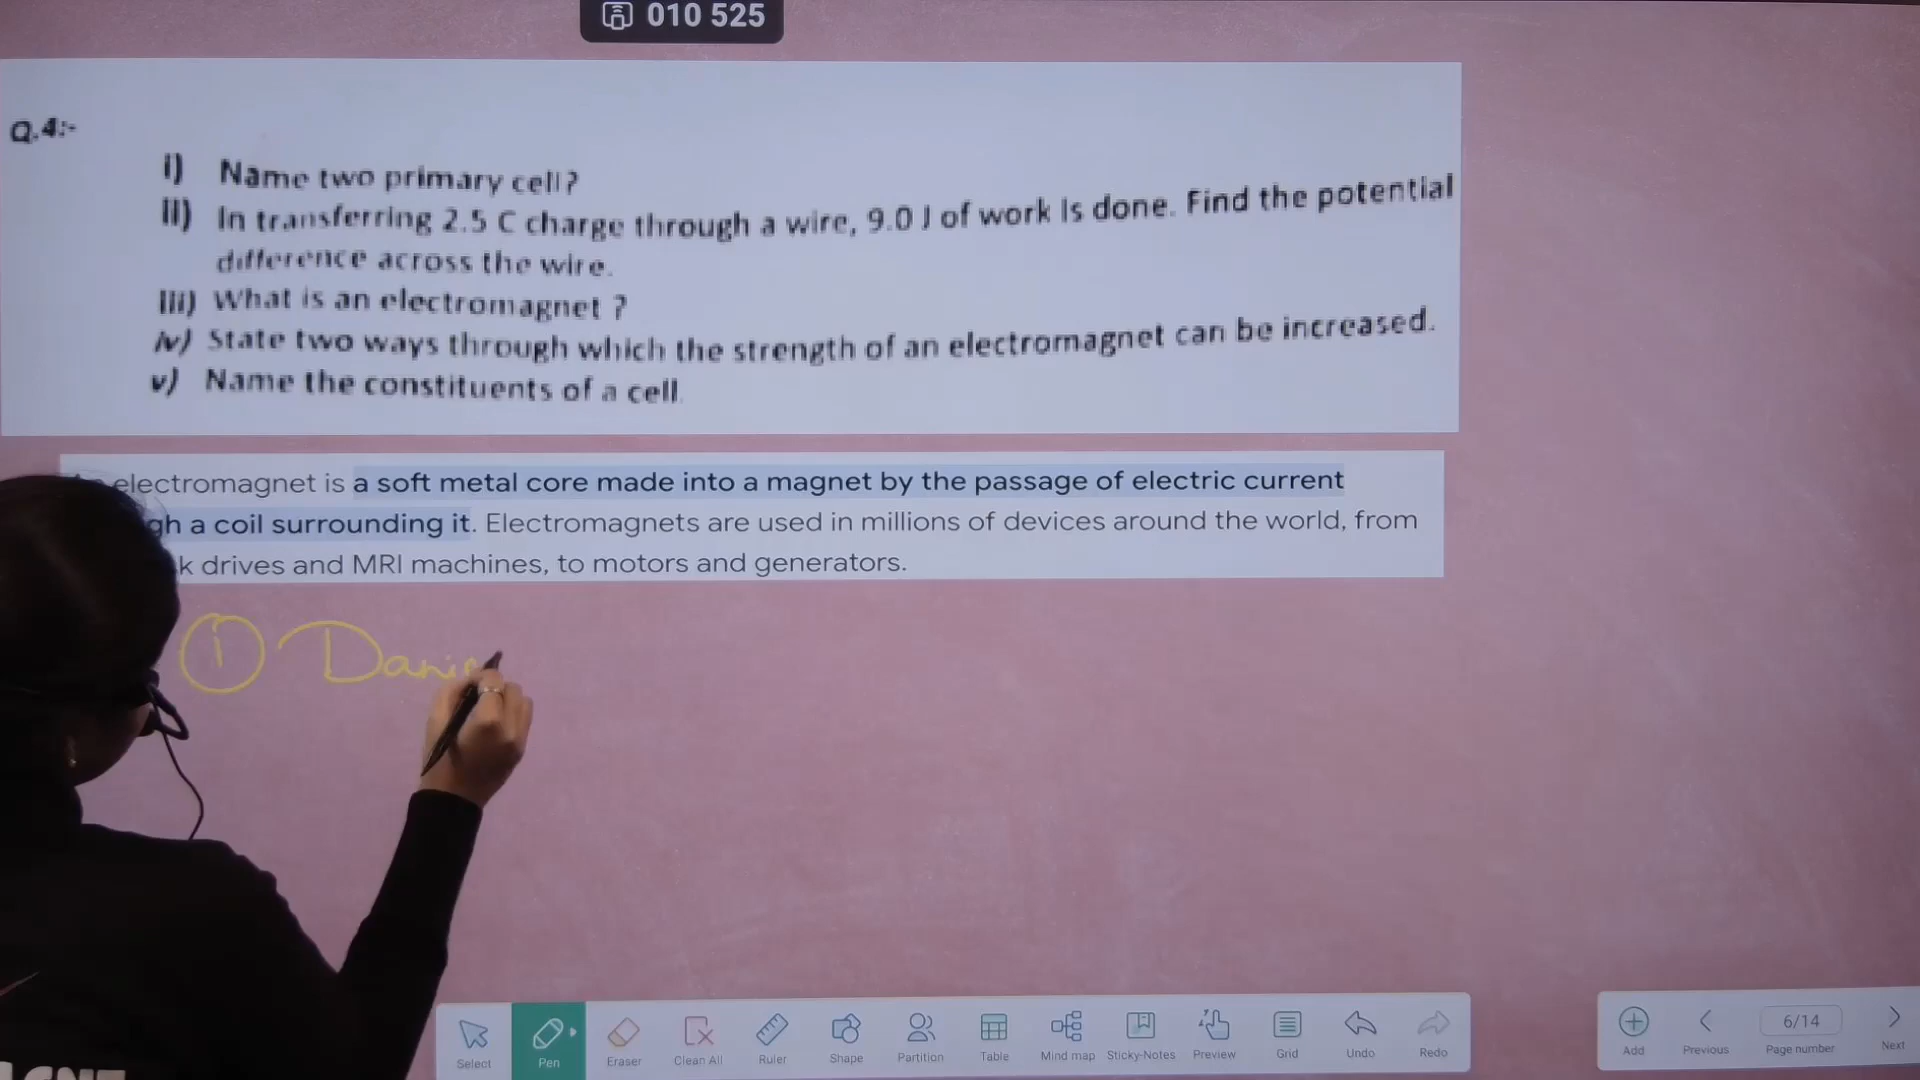 010 525
Q.4:-
i) Name two primary cell?
ii) In transferring 2.5 C charge through a wire, 9.0 J of work is done. Find the potential
difference across the wire.
iii) What is an electromagnet ?
iv) State two ways through which the strength of an electromagnet can be increased.
v) Name the constituents of a cell.
electromagnet is a soft metal core made into a magnet by the passage of electric current
gh a coil surrounding it. Electromagnets are used in millions of devices around the world, from
k drives and MRI machines, to motors and generators.
i Danie
Select Pen Eraser Clean All Ruler Shape Partition Table Mind map Sticky-Notes Preview Grid Undo Redo
Add Previous 6/14 Page number Next